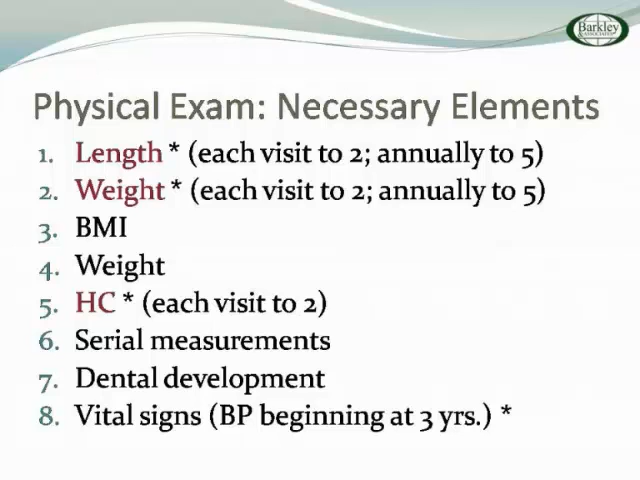 Barkley
& ASSOCIATES
Physical Exam: Necessary Elements
1. Length * (each visit to 2; annually to 5)
2. Weight * (each visit to 2; annually to 5)
3. BMI
4. Weight
5. HC * (each visit to 2)
6. Serial measurements
7. Dental development
8. Vital signs (BP beginning at 3 yrs.) *